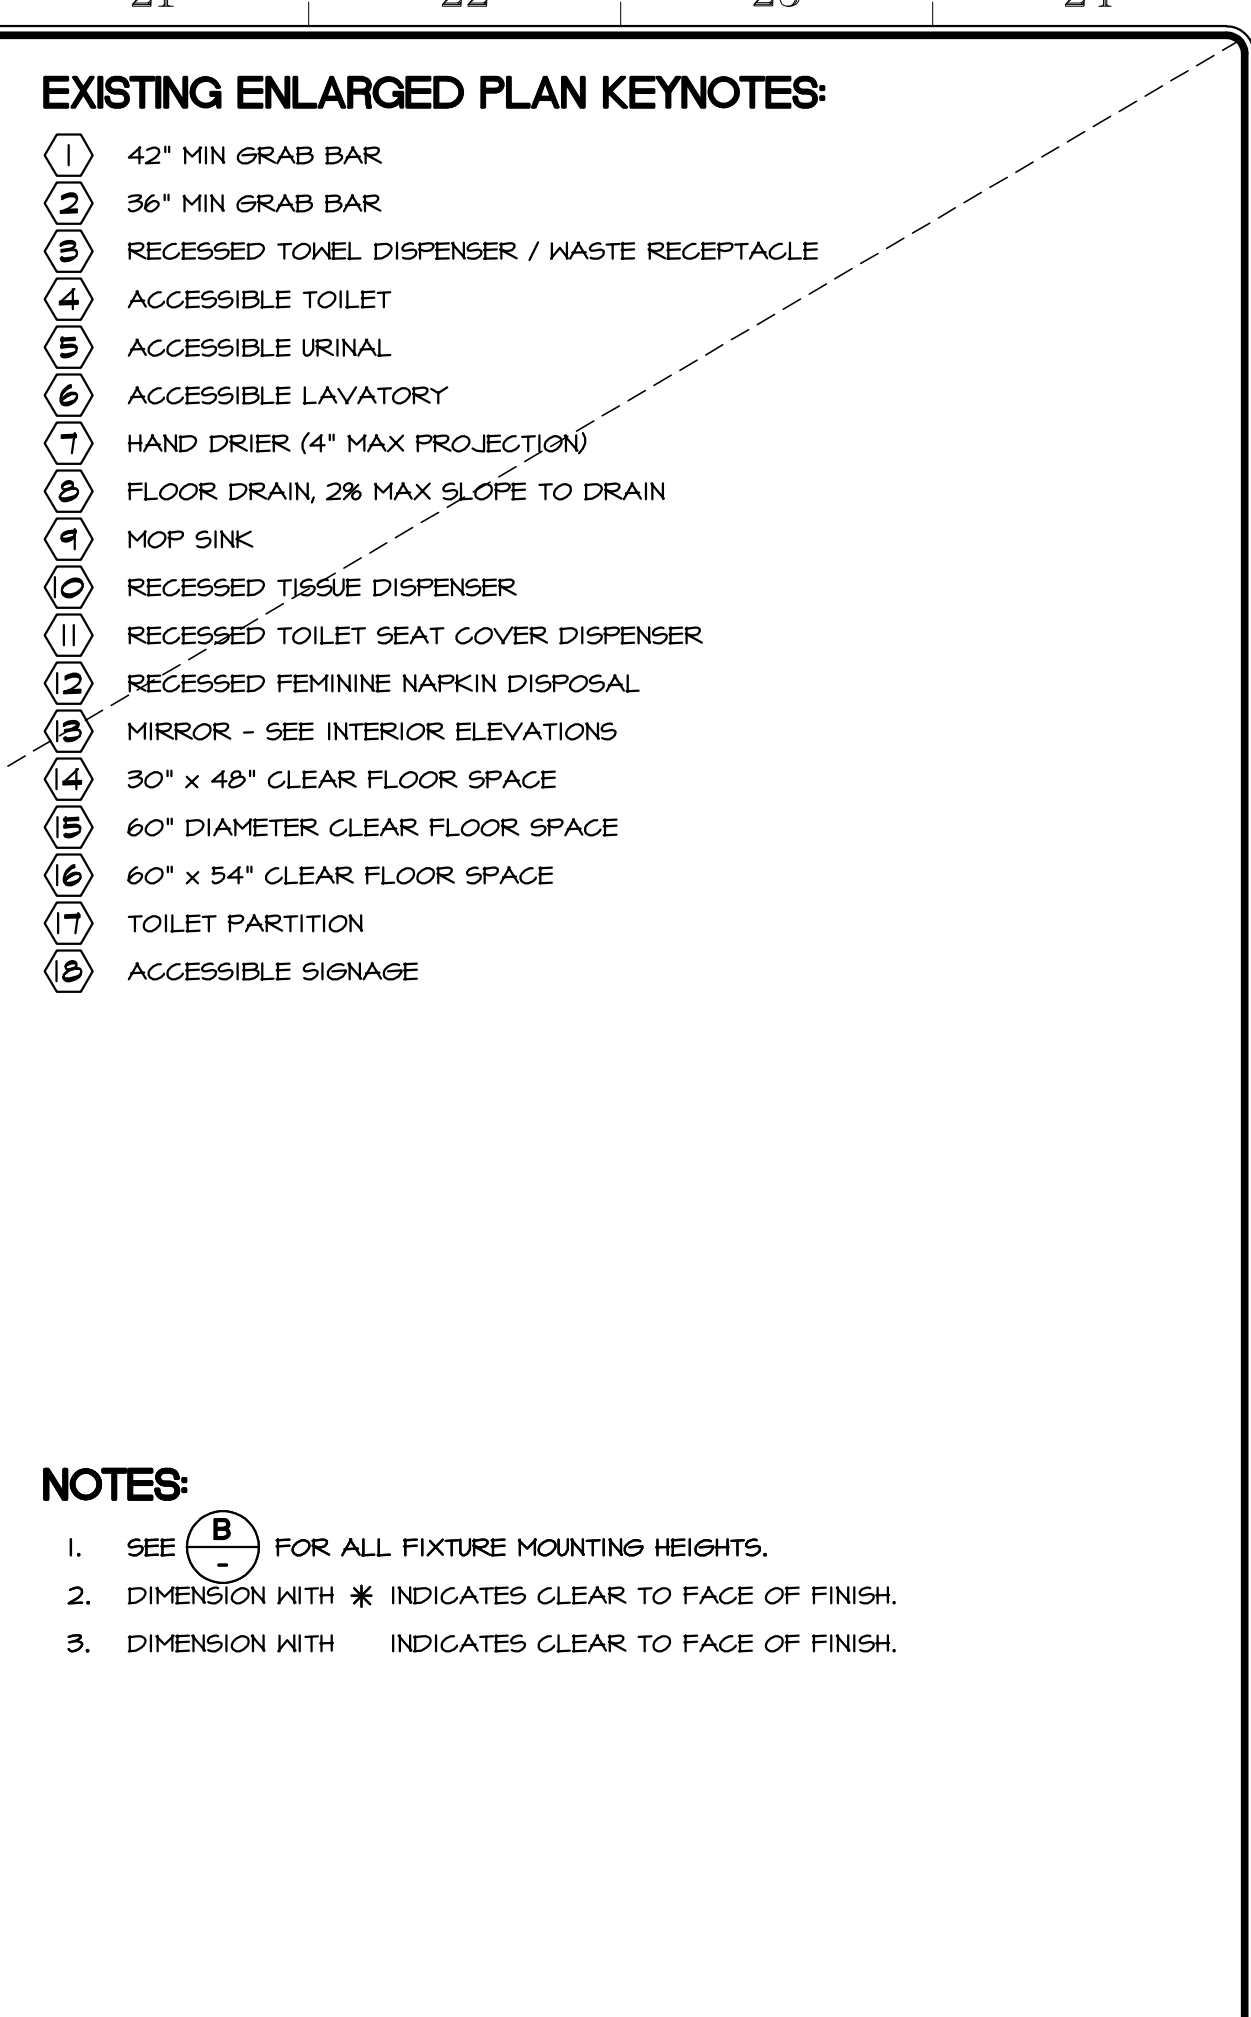 21 22 23 24
EXISTING ENLARGED PLAN KEYNOTES:
1 42" MIN GRAB BAR
2 36" MIN GRAB BAR
3 RECESSED TOWEL DISPENSER / WASTE RECEPTACLE
4 ACCESSIBLE TOILET
5 ACCESSIBLE URINAL
6 ACCESSIBLE LAVATORY
7 HAND DRIER (4" MAX PROJECTION)
8 FLOOR DRAIN, 2% MAX SLOPE TO DRAIN
9 MOP SINK
10 RECESSED TISSUE DISPENSER
11 RECESSED TOILET SEAT COVER DISPENSER
12 RECESSED FEMININE NAPKIN DISPOSAL
13 MIRROR - SEE INTERIOR ELEVATIONS
14 30" x 48" CLEAR FLOOR SPACE
15 60" DIAMETER CLEAR FLOOR SPACE
16 60" x 54" CLEAR FLOOR SPACE
17 TOILET PARTITION
18 ACCESSIBLE SIGNAGE
NOTES:
1. SEE B - FOR ALL FIXTURE MOUNTING HEIGHTS.
2. DIMENSION WITH * INDICATES CLEAR TO FACE OF FINISH.
3. DIMENSION WITH INDICATES CLEAR TO FACE OF FINISH.